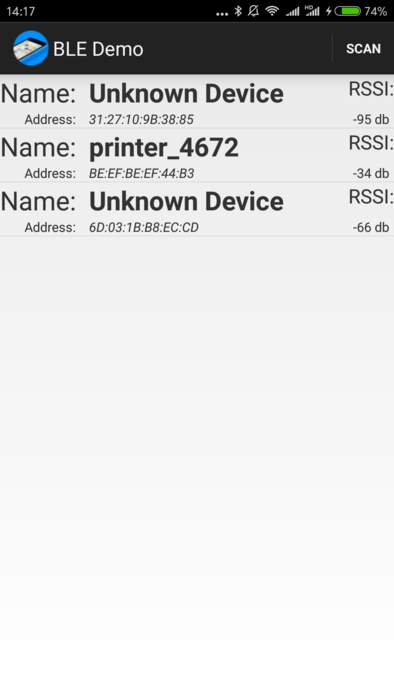 14:17 ... HD 74%
BLE Demo SCAN
Name: Unknown Device RSSI:
Address: 31:27:10:9B:38:85 -95 db
Name: printer_4672 RSSI:
Address: BE:EF:BE:EF:44:B3 -34 db
Name: Unknown Device RSSI:
Address: 6D:03:1B:B8:EC:CD -66 db